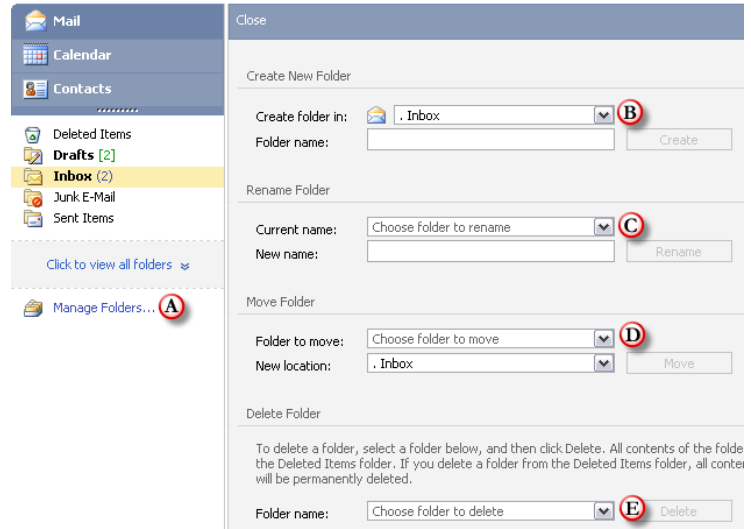 Mail
Calendar
Contacts
Deleted Items
Drafts [2]
Inbox (2)
Junk E-Mail
Sent Items
Click to view all folders
Manage Folders... A
Close
Create New Folder
Create folder in: . Inbox B
Folder name: Create
Rename Folder
Current name: Choose folder to rename C
New name: Rename
Move Folder
Folder to move: Choose folder to move D
New location: . Inbox Move
Delete Folder
To delete a folder, select a folder below, and then click Delete. All contents of the folde
the Deleted Items folder. If you delete a folder from the Deleted Items folder, all conte
will be permanently deleted.
Folder name: Choose folder to delete E Delete